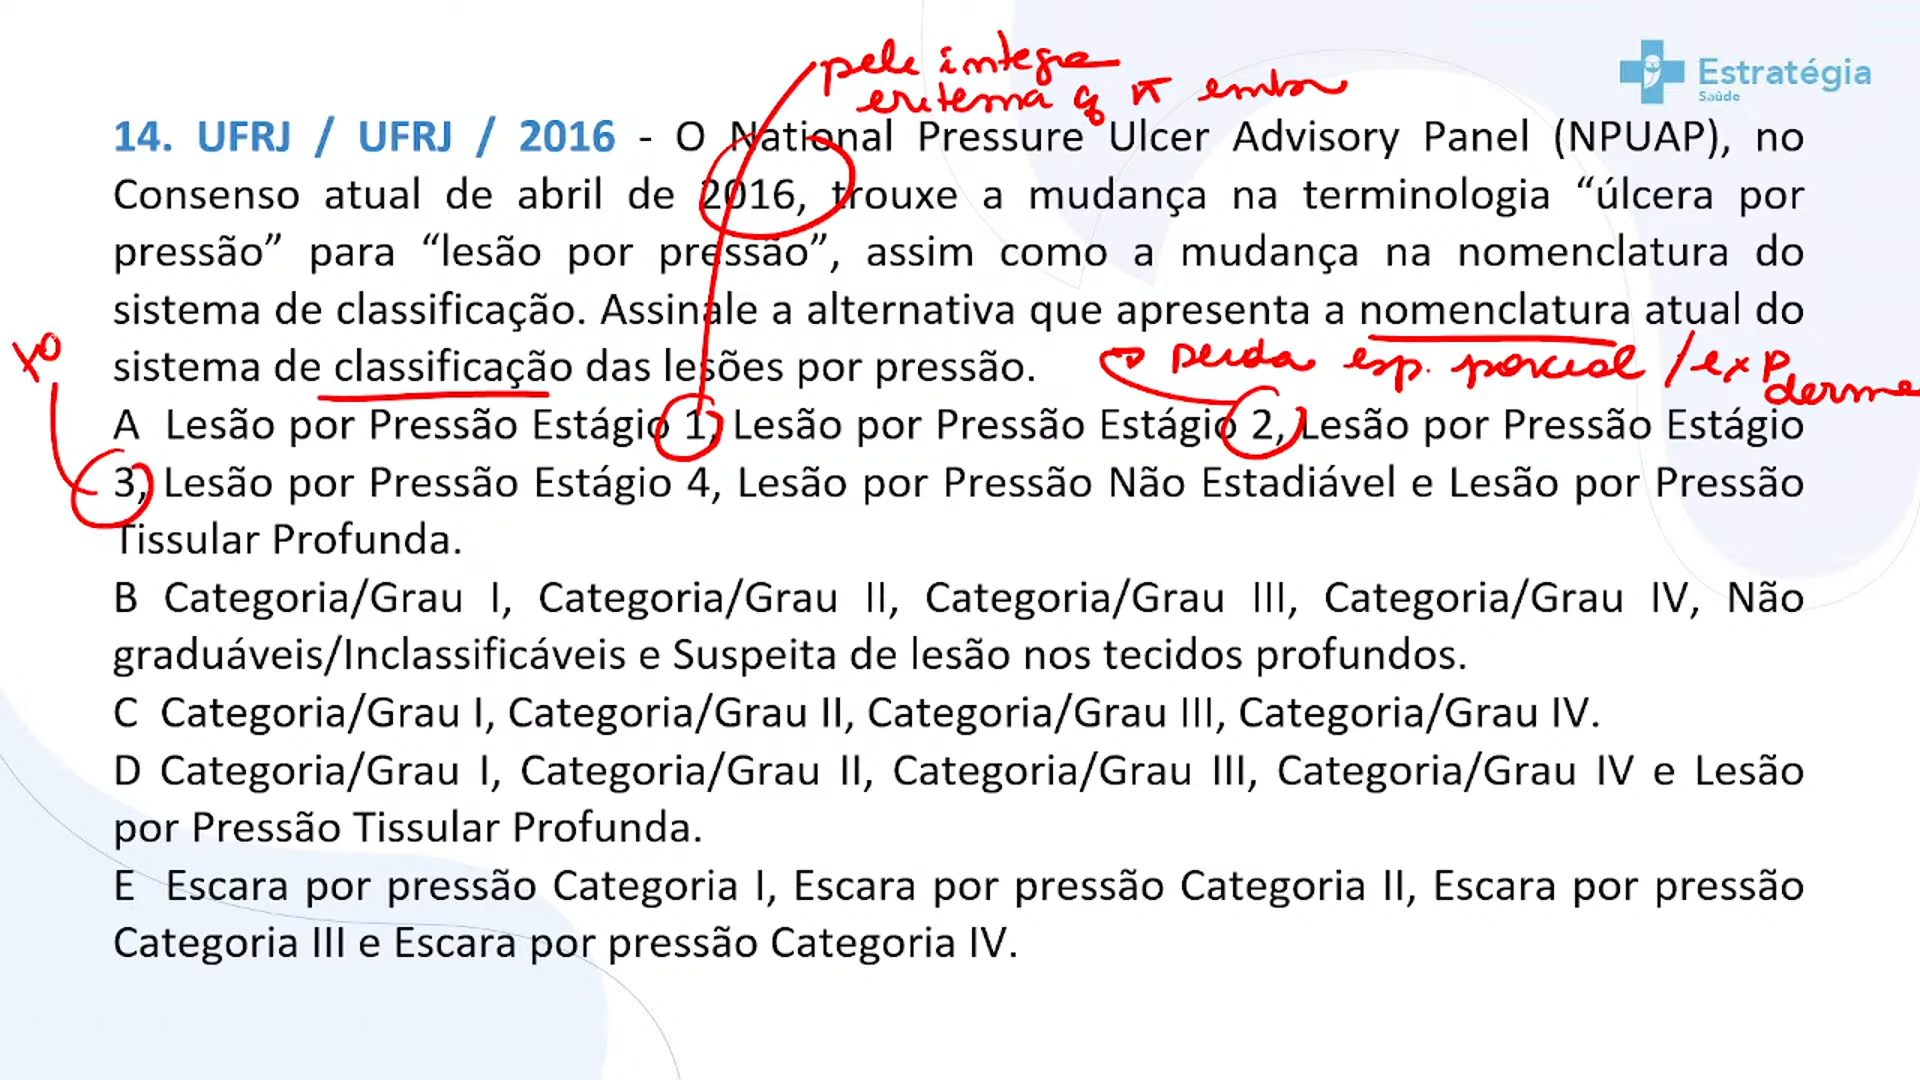 pele integra
eritema q ñ emb
Estratégia
Saúde
14. UFRJ / UFRJ / 2016 - O National Pressure Ulcer Advisory Panel (NPUAP), no
Consenso atual de abril de 2016, trouxe a mudança na terminologia “úlcera por
pressão” para “lesão por pressão”, assim como a mudança na nomenclatura do
sistema de classificação. Assinale a alternativa que apresenta a nomenclatura atual do
sistema de classificação das lesões por pressão.
perda esp. parcial / exp
derme
A Lesão por Pressão Estágio 1, Lesão por Pressão Estágio 2, Lesão por Pressão Estágio
3, Lesão por Pressão Estágio 4, Lesão por Pressão Não Estadiável e Lesão por Pressão
Tissular Profunda.
B Categoria/Grau I, Categoria/Grau II, Categoria/Grau III, Categoria/Grau IV, Não
graduáveis/Inclassificáveis e Suspeita de lesão nos tecidos profundos.
C Categoria/Grau I, Categoria/Grau II, Categoria/Grau III, Categoria/Grau IV.
D Categoria/Grau I, Categoria/Grau II, Categoria/Grau III, Categoria/Grau IV e Lesão
por Pressão Tissular Profunda.
E Escara por pressão Categoria I, Escara por pressão Categoria II, Escara por pressão
Categoria III e Escara por pressão Categoria IV.